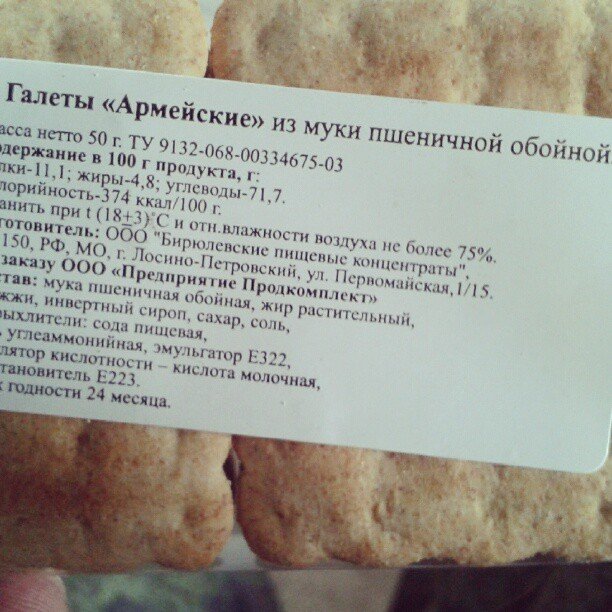 Галеты «Армейские» из муки пшеничной обойной
асса нетто 50 г. ТУ 9132-068-00334675-03
одержание в 100 г продукта, г:
лки-11,1; жиры-4,8; углеводы-71,7.
лорийность-374 ккал/100 г.
анить при t (18±3)°С и отн.влажности воздуха не более 75%.
готовитель: ООО "Бирюлевские пищевые концентраты",
150, РФ, МО, г. Лосино-Петровский, ул. Первомайская,1/15.
заказу ООО «Предприятие Продкомплект»
тав: мука пшеничная обойная, жир растительный,
жжи, инвертный сироп, сахар, соль,
рыхлители: сода пищевая,
ь углеаммонийная, эмульгатор Е322,
лятор кислотности – кислота молочная,
становитель Е223.
к годности 24 месяца.